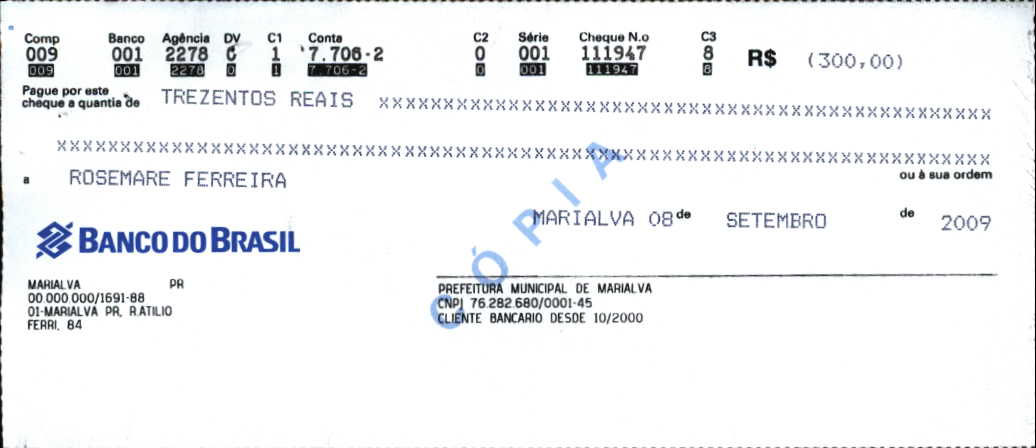 Comp Banco Agência DV C1 Conta C2 Série Cheque N.o C3
009 001 2278 0 1 7.706-2 0 001 111947 8 R$ (300,00)
009 001 2278 0 1 7.706-2 0 001 111947 8
Pague por este
cheque a quantia de TREZENTOS REAIS XXXXXXXXXXXXXXXXXXXXXXXXXXXXXXXXXXXXXXXXXXXXXXXXXXXXXXXXXX
XXXXXXXXXXXXXXXXXXXXXXXXXXXXXXXXXXXXXXXXXXXXXXXXXXXXXXXXXXXXXXXXXXXXXXXXXXXXXXXXXXXXXXXX
a ROSEMARE FERREIRA ou à sua ordem
MARIALVA 08 de SETEMBRO de 2009
BANCO DO BRASIL
MARIALVA PR
00.000.000/1691-88
01-MARIALVA PR, R.ATILIO
FERRI, 84
PREFEITURA MUNICIPAL DE MARIALVA
CNPJ 76.282.680/0001-45
CLIENTE BANCARIO DESDE 10/2000
CÓPIA